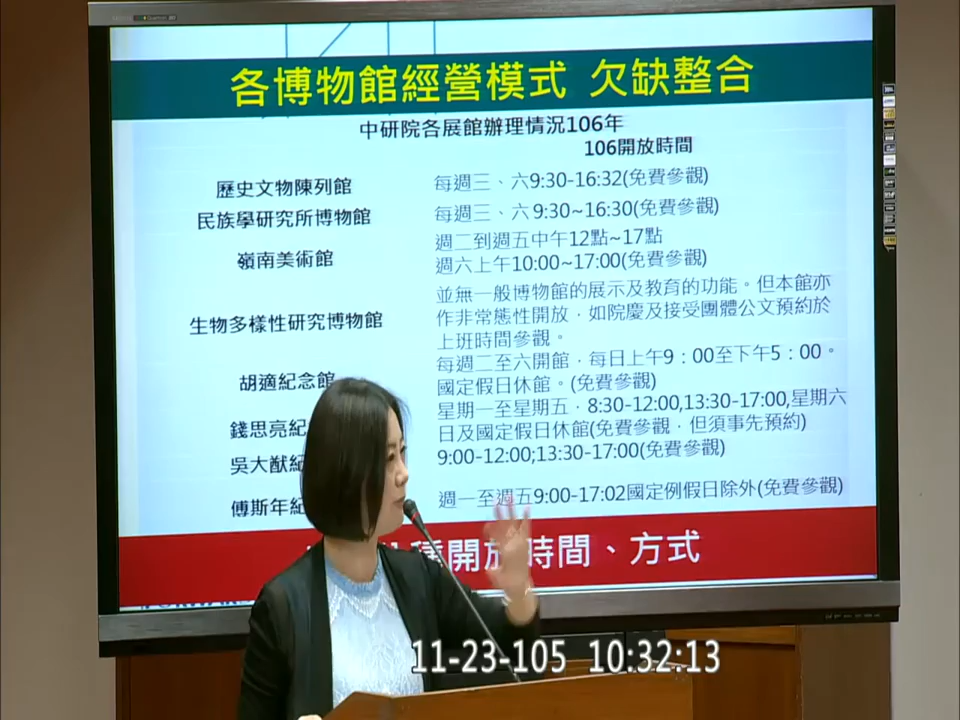 各博物館經營模式 欠缺整合
中研院各展館辦理情況106年
106開放時間
歷史文物陳列館 每週三、六9:30-16:32(免費參觀)
民族學研究所博物館 每週三、六9:30~16:30(免費參觀)
嶺南美術館 週二到週五中午12點~17點
週六上午10:00~17:00(免費參觀)
生物多樣性研究博物館 並無一般博物館的展示及教育的功能。但本館亦
作非常態性開放，如院慶及接受團體公文預約於
上班時間參觀。
胡適紀念館 每週二至六開館，每日上午9：00至下午5：00。
國定假日休館。(免費參觀)
錢思亮紀 星期一至星期五，8:30-12:00,13:30-17:00,星期六
日及國定假日休館(免費參觀，但須事先預約)
吳大猷紀 9:00-12:00;13:30-17:00(免費參觀)
傅斯年紀 週一至週五9:00-17:02國定例假日除外(免費參觀)
種開放時間、方式
11-23-105 10:32:13